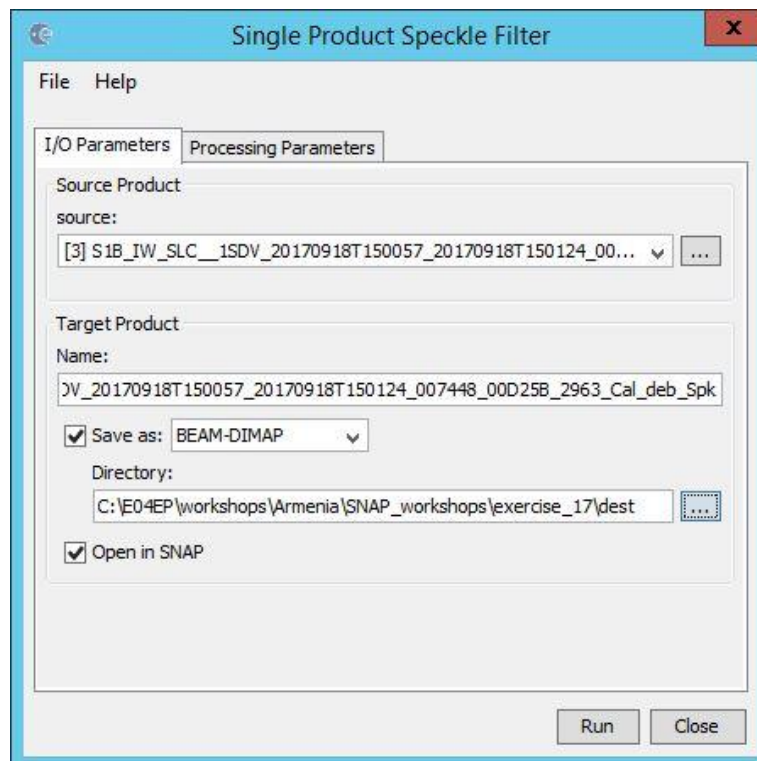 Single Product Speckle Filter
X
File Help
I/O Parameters Processing Parameters
Source Product
source:
[3] S1B_IW_SLC__1SDV_20170918T150057_20170918T150124_00... ...
Target Product
Name:
DV_20170918T150057_20170918T150124_007448_00D25B_2963_Cal_deb_Spk
Save as: BEAM-DIMAP
Directory:
C:\E04EP\workshops\Armenia\SNAP_workshops\exercise_17\dest ...
Open in SNAP
Run Close